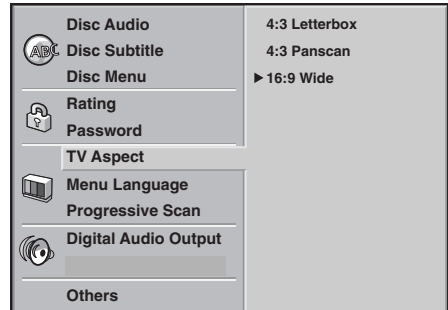 Disc Audio
ABC
Disc Subtitle
Disc Menu
Rating
Password
TV Aspect
Menu Language
Progressive Scan
Digital Audio Output
Others
4:3 Letterbox
4:3 Panscan
16:9 Wide